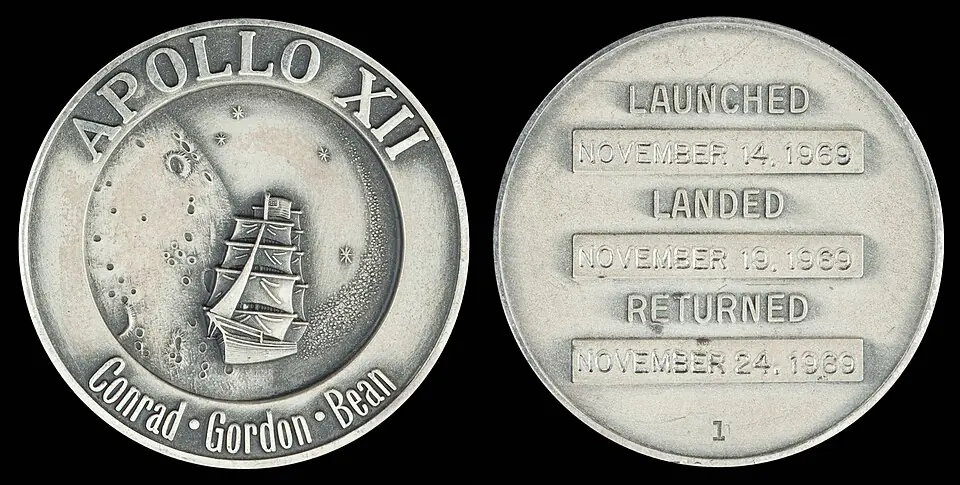 APOLLO XII
Conrad · Gordon · Bean
LAUNCHED
NOVEMBER 14, 1969
LANDED
NOVEMBER 19, 1969
RETURNED
NOVEMBER 24, 1969
1